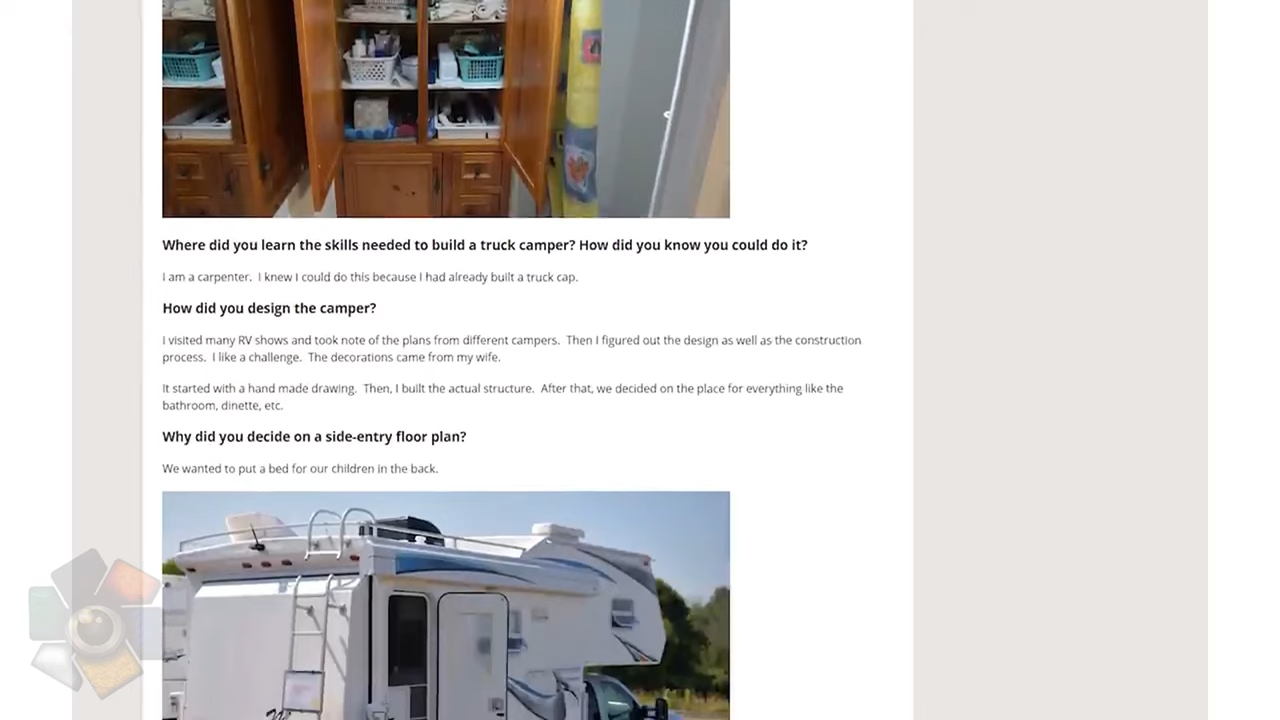 Where did you learn the skills needed to build a truck camper? How did you know you could do it?
I am a carpenter. I knew I could do this because I had already built a truck cap.
How did you design the camper?
I visited many RV shows and took note of the plans from different campers. Then I figured out the design as well as the construction
process. I like a challenge. The decorations came from my wife.
It started with a hand made drawing. Then, I built the actual structure. After that, we decided on the place for everything like the
bathroom, dinette, etc.
Why did you decide on a side-entry floor plan?
We wanted to put a bed for our children in the back.